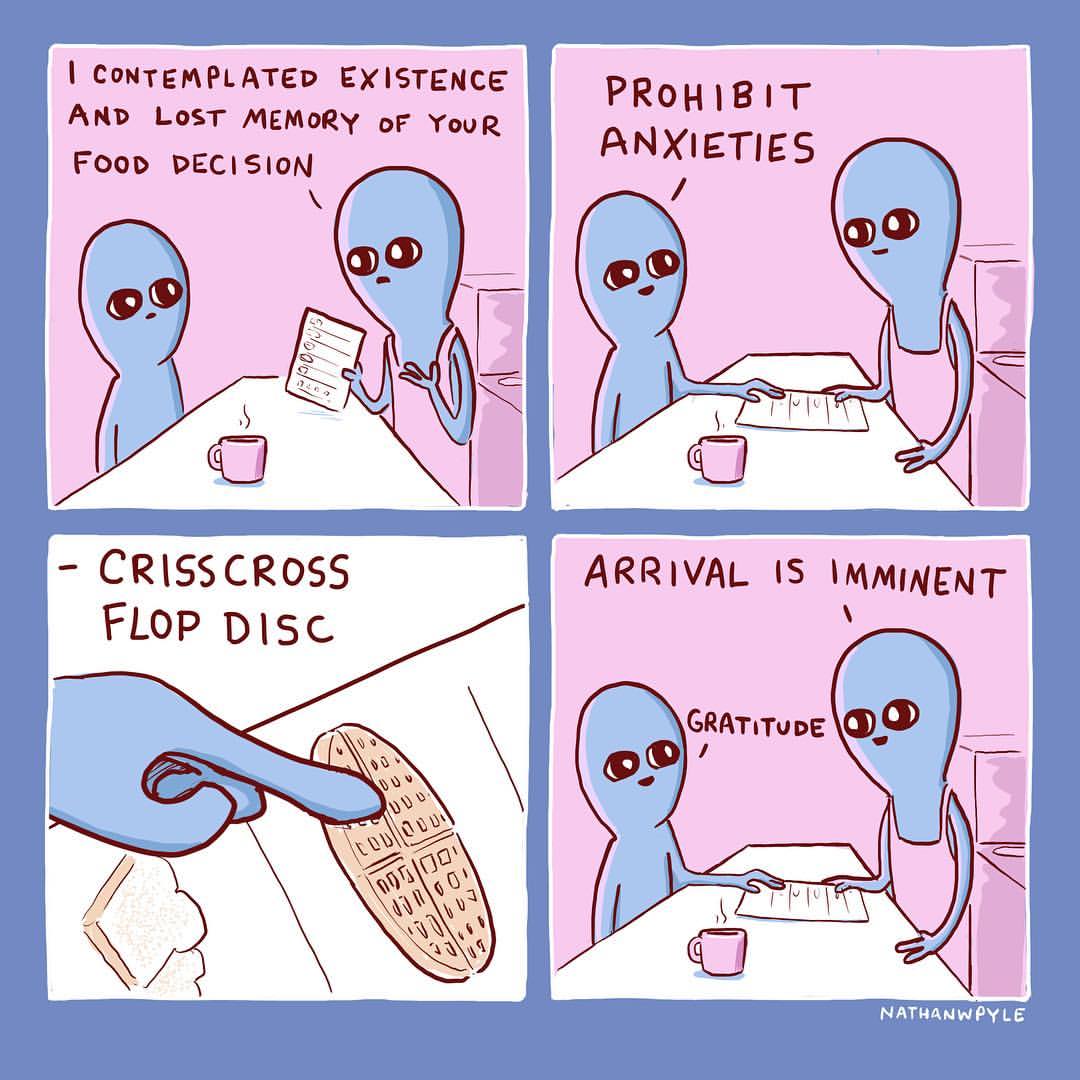 I CONTEMPLATED EXISTENCE
AND LOST MEMORY OF YOUR
FOOD DECISION
PROHIBIT
ANXIETIES
- CRISSCROSS
FLOP DISC
ARRIVAL IS IMMINENT
GRATITUDE
NATHANWPYLE